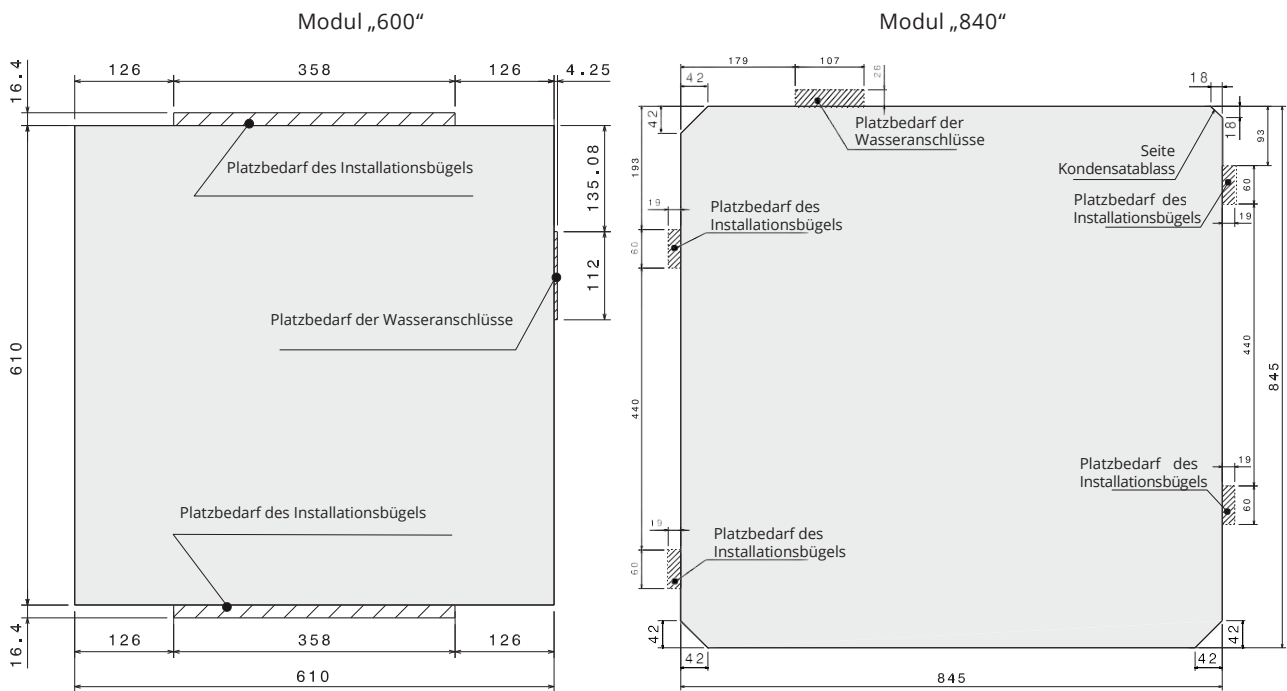 Modul „600“
126
358
126
4.25
16.4
Platzbedarf des Installationsbügels
135.08
112
Platzbedarf der Wasseranschlüsse
610
Platzbedarf des Installationsbügels
16.4
126
358
126
610
Modul „840“
179
107
26
42
18
42
Platzbedarf der
Wasseranschlüsse
18
93
Seite
Kondensatablass
193
60
Platzbedarf des
Installationsbügels
19
19
Platzbedarf des
Installationsbügels
60
440
440
845
Platzbedarf des
Installationsbügels
19
60
19
Platzbedarf des
Installationsbügels
60
42
42
42
42
845